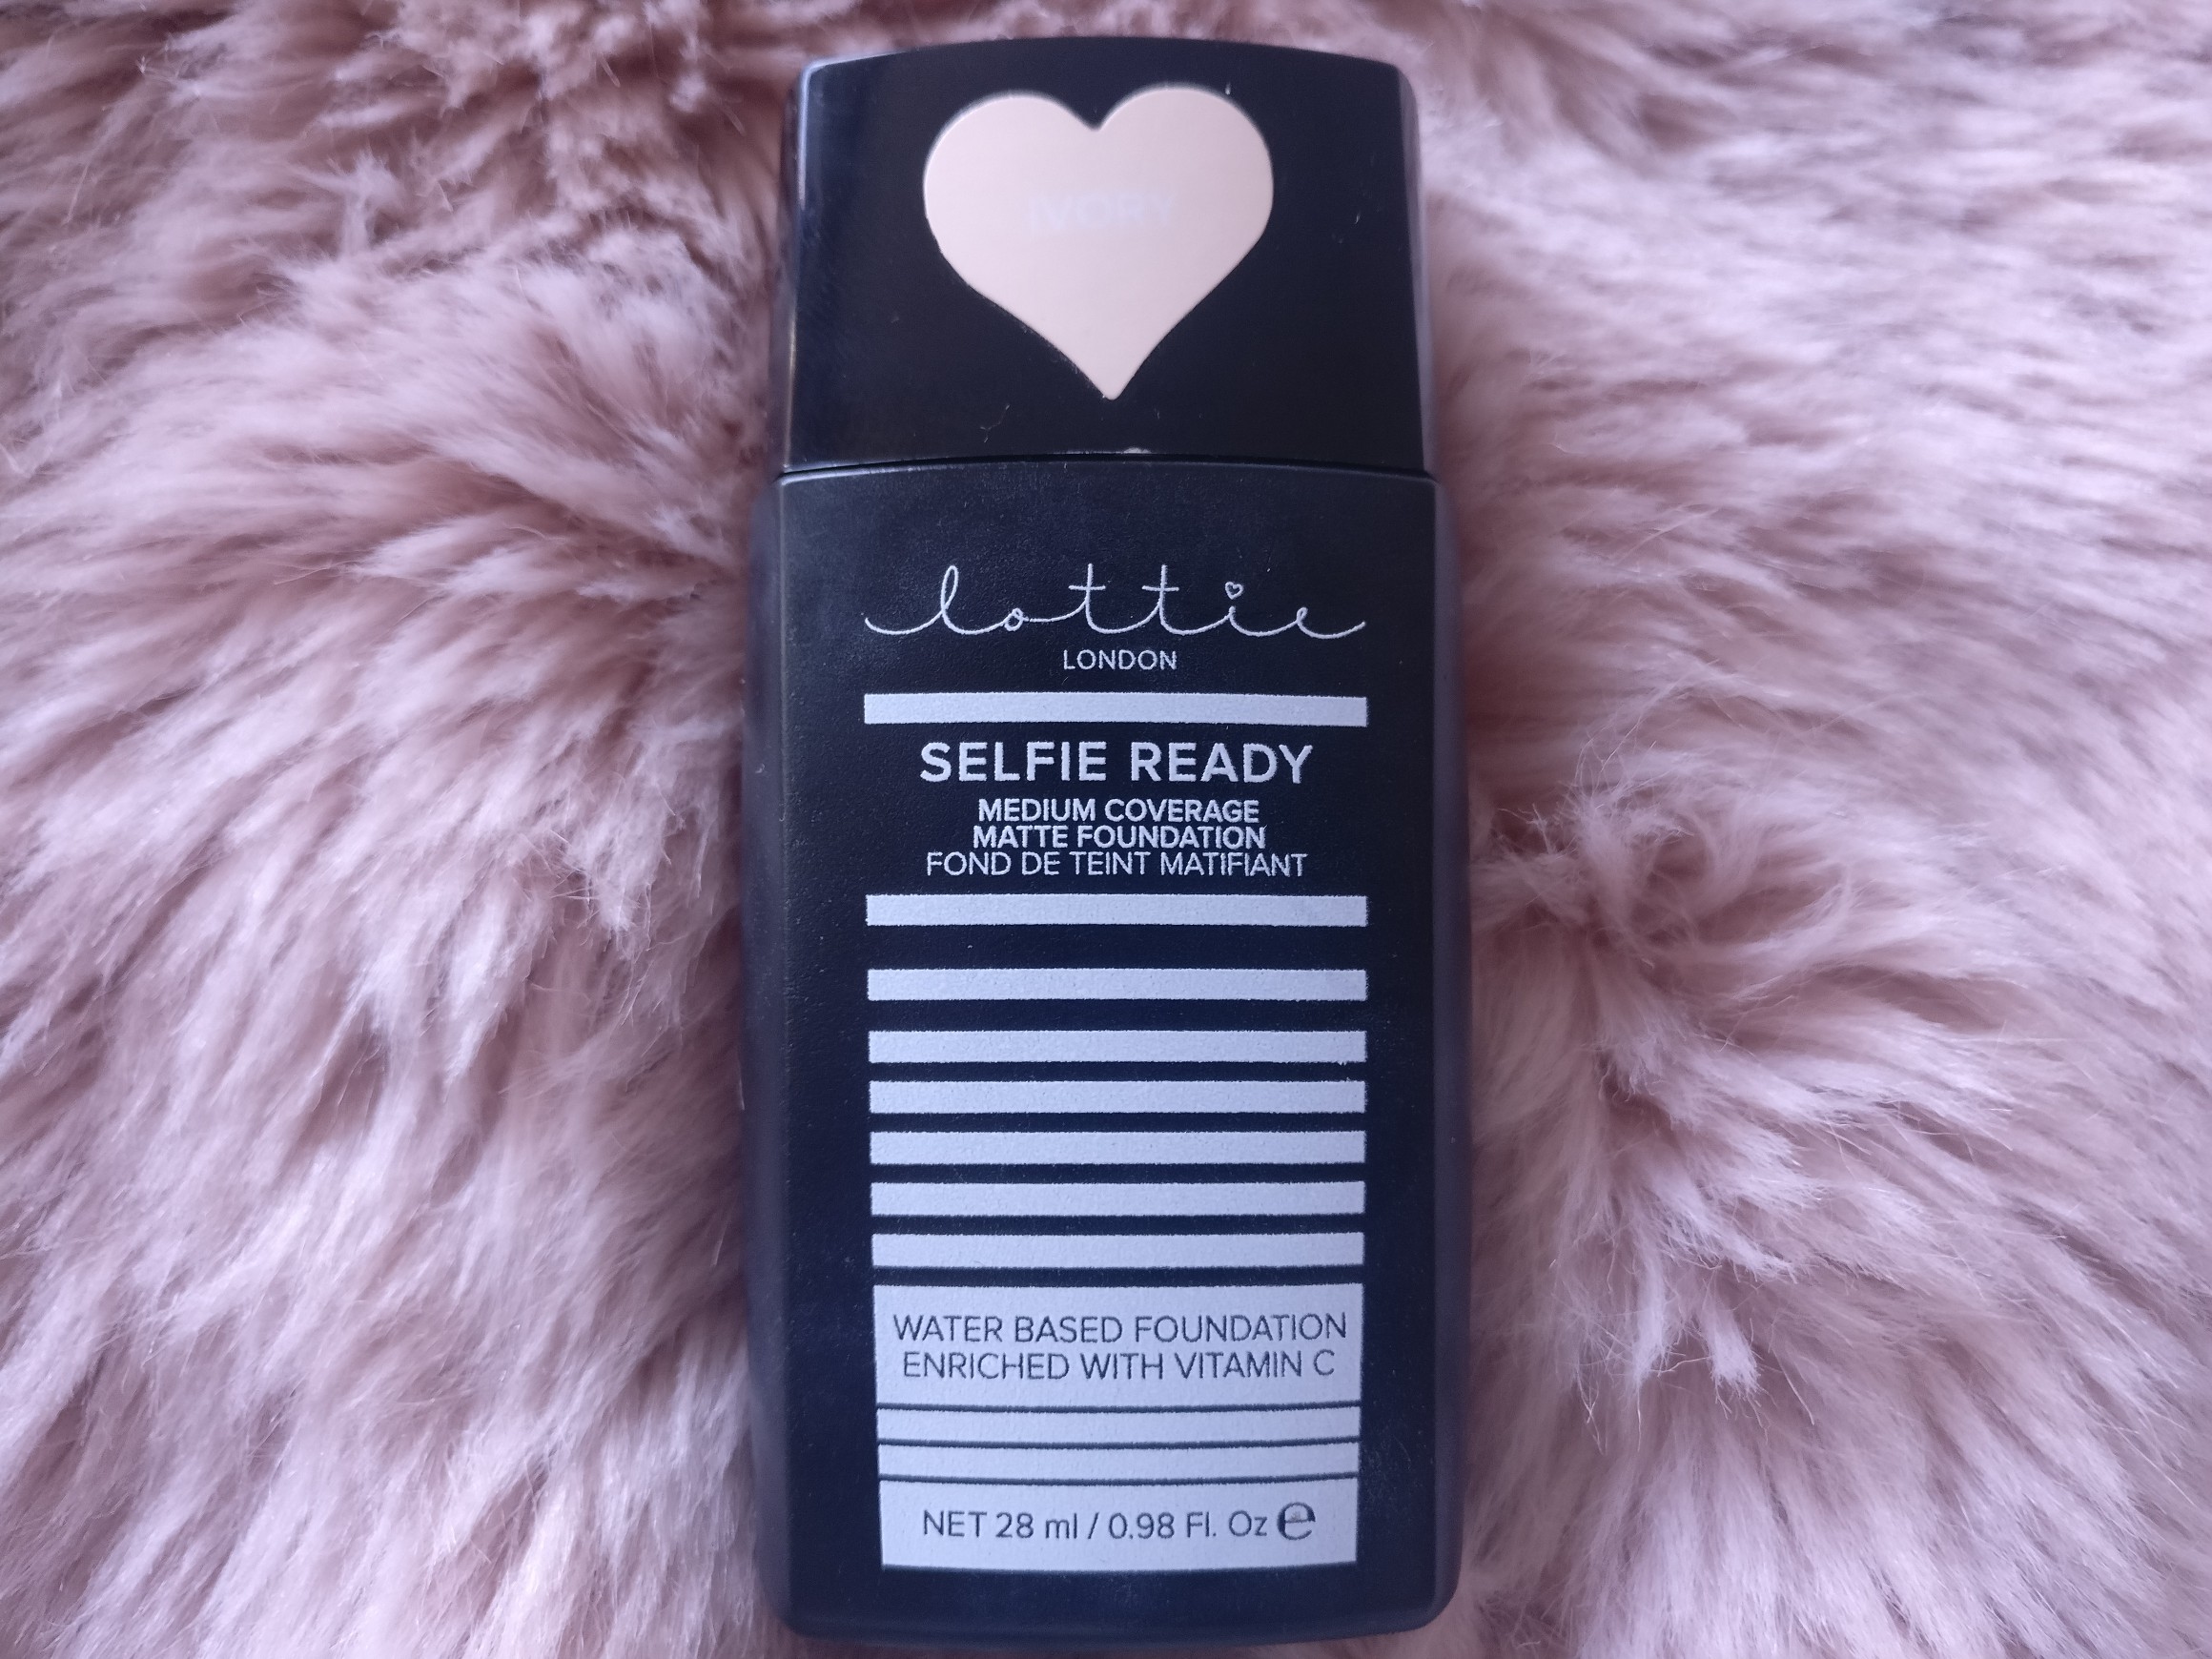 IVORY
lottie
LONDON
SELFIE READY
MEDIUM COVERAGE
MATTE FOUNDATION
FOND DE TEINT MATIFIANT
WATER BASED FOUNDATION
ENRICHED WITH VITAMIN C
NET 28 ml / 0.98 Fl. Oz ℮